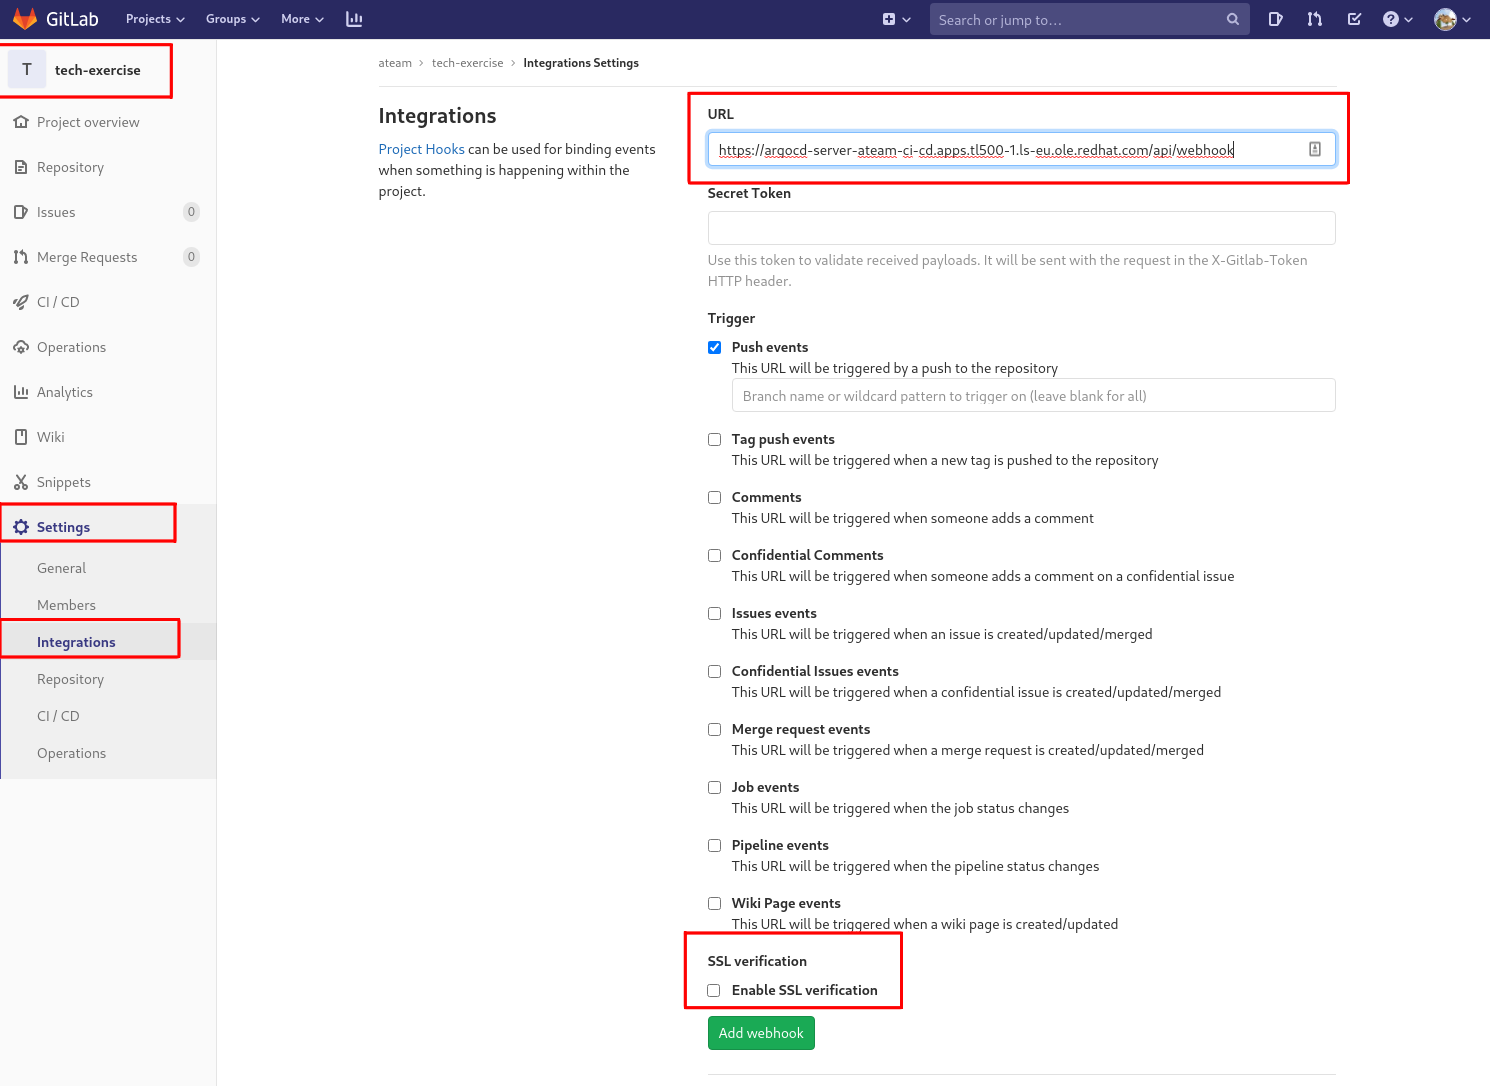 GitLab Projects Groups More Search or jump to...
T tech-exercise
Project overview
Repository
Issues 0
Merge Requests 0
CI / CD
Operations
Analytics
Wiki
Snippets
Settings
General
Members
Integrations
Repository
CI / CD
Operations
ateam > tech-exercise > Integrations Settings
Integrations
Project Hooks can be used for binding events
when something is happening within the
project.
URL
https://argocd-server-ateam-ci-cd.apps.tl500-1.ls-eu.ole.redhat.com/api/webhook
Secret Token
Use this token to validate received payloads. It will be sent with the request in the X-Gitlab-Token
HTTP header.
Trigger
Push events
This URL will be triggered by a push to the repository
Branch name or wildcard pattern to trigger on (leave blank for all)
Tag push events
This URL will be triggered when a new tag is pushed to the repository
Comments
This URL will be triggered when someone adds a comment
Confidential Comments
This URL will be triggered when someone adds a comment on a confidential issue
Issues events
This URL will be triggered when an issue is created/updated/merged
Confidential Issues events
This URL will be triggered when a confidential issue is created/updated/merged
Merge request events
This URL will be triggered when a merge request is created/updated/merged
Job events
This URL will be triggered when the job status changes
Pipeline events
This URL will be triggered when the pipeline status changes
Wiki Page events
This URL will be triggered when a wiki page is created/updated
SSL verification
Enable SSL verification
Add webhook